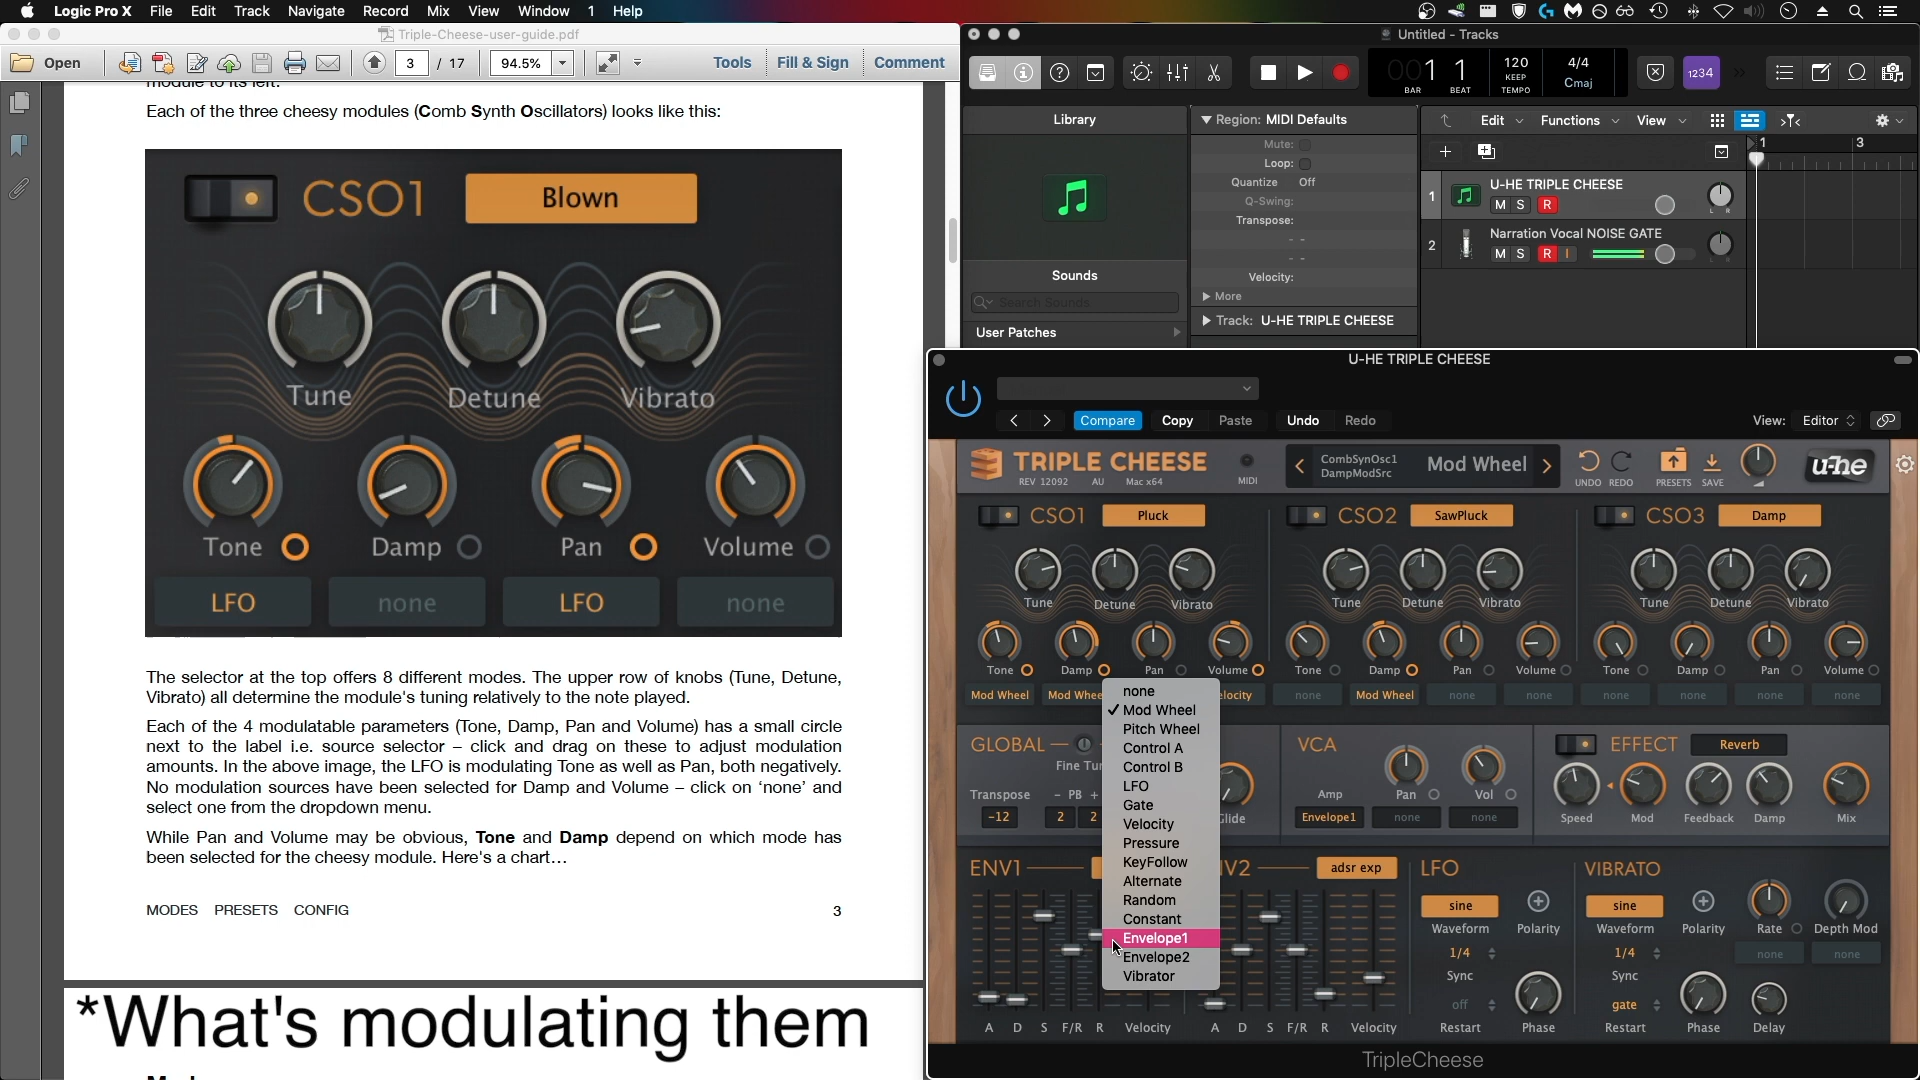 Logic Pro X File Edit Track Navigate Record Mix View Window 1 Help
Triple-Cheese-user-guide.pdf
Open 3 / 17 94.5% Tools Fill & Sign Comment
Each of the three cheesy modules (Comb Synth Oscillators) looks like this:
CSO1 Blown
Tune Detune Vibrato
Tone Damp Pan Volume
LFO none LFO none
The selector at the top offers 8 different modes. The upper row of knobs (Tune, Detune,
Vibrato) all determine the module's tuning relatively to the note played.
Each of the 4 modulatable parameters (Tone, Damp, Pan and Volume) has a small circle
next to the label i.e. source selector – click and drag on these to adjust modulation
amounts. In the above image, the LFO is modulating Tone as well as Pan, both negatively.
No modulation sources have been selected for Damp and Volume – click on ‘none’ and
select one from the dropdown menu.
While Pan and Volume may be obvious, Tone and Damp depend on which mode has
been selected for the cheesy module. Here's a chart…
MODES PRESETS CONFIG 3
*What's modulating them
Untitled - Tracks
001 1 120 4/4
KEEP Cmaj
BAR BEAT TEMPO
1234
Library
Sounds
Search Sounds
User Patches
Region: MIDI Defaults
Mute:
Loop:
Quantize Off
Q-Swing:
Transpose:
Velocity:
More
Track: U-HE TRIPLE CHEESE
Edit Functions View
1 3
1 U-HE TRIPLE CHEESE
M S R
2 Narration Vocal NOISE GATE
M S R I
U-HE TRIPLE CHEESE
Compare Copy Paste Undo Redo View: Editor
TRIPLE CHEESE
REV 12092 AU Mac x64
MIDI
CombSynOsc1
DampModSrc
Mod Wheel
UNDO REDO PRESETS SAVE
u-he
CSO1 Pluck CSO2 SawPluck CSO3 Damp
Tune Detune Vibrato Tune Detune Vibrato Tune Detune Vibrato
Tone Damp Pan Volume Tone Damp Pan Volume Tone Damp Pan Volume
Mod Wheel Mod Whee elocity none Mod Wheel none none none none none none
none
Mod Wheel
Pitch Wheel
Control A
Control B
LFO
Gate
Velocity
Pressure
KeyFollow
Alternate
Random
Constant
Envelope1
Envelope2
Vibrator
GLOBAL
Fine Tun
Transpose - PB +
-12 2 2
Glide
VCA
Amp Pan Vol
Envelope1 none none
EFFECT Reverb
Speed Mod Feedback Damp Mix
ENV1
A D S F/R R Velocity
V2 adsr exp
A D S F/R R Velocity
LFO
sine
Waveform Polarity
1/4
Sync
off
Restart Phase
VIBRATO
sine
Waveform Polarity Rate Depth Mod
1/4 none none
Sync
gate
Restart Phase Delay
TripleCheese